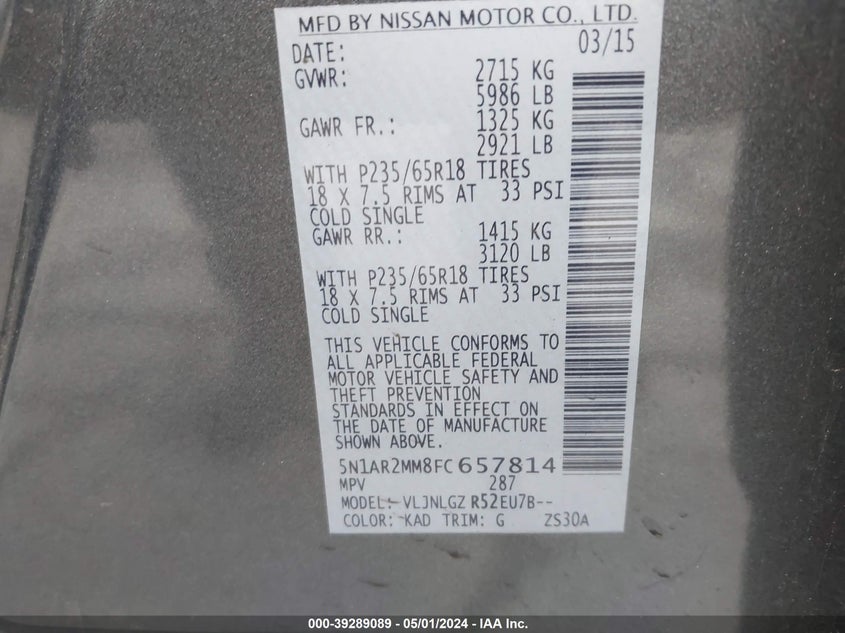 MFD BY NISSAN MOTOR CO., LTD.
DATE: 03/15
GVWR: 2715 KG
5986 LB
GAWR FR.: 1325 KG
2921 LB
WITH P235/65R18 TIRES
18 X 7.5 RIMS AT 33 PSI
COLD SINGLE
GAWR RR.: 1415 KG
3120 LB
WITH P235/65R18 TIRES
18 X 7.5 RIMS AT 33 PSI
COLD SINGLE
THIS VEHICLE CONFORMS TO
ALL APPLICABLE FEDERAL
MOTOR VEHICLE SAFETY AND
THEFT PREVENTION
STANDARDS IN EFFECT ON
THE DATE OF MANUFACTURE
SHOWN ABOVE.
5N1AR2MM8FC657814
MPV 287
MODEL: VLJNLGZ R52EU7B--
COLOR: KAD TRIM: G ZS30A
000-39289089 - 05/01/2024 - IAA Inc.